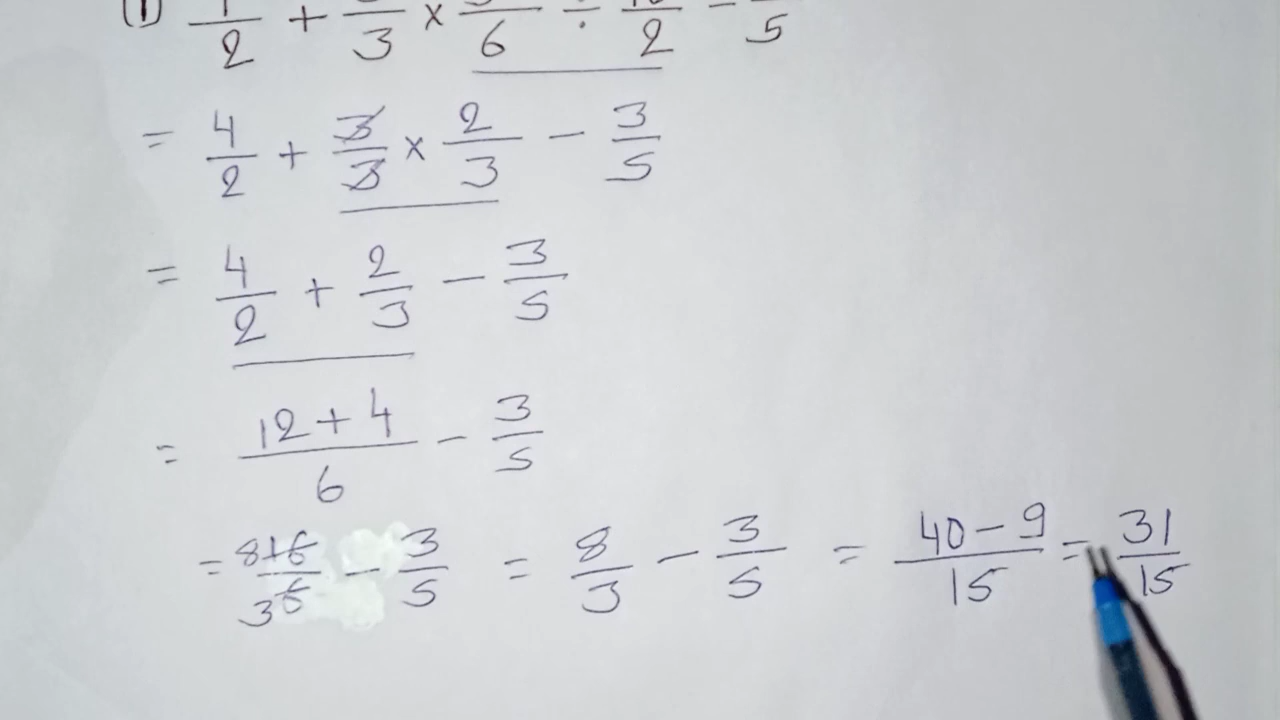 (1) /2 + /3 × /6 ÷ /2 - /5
= 4/2 + 3/3 × 2/3 - 3/5
= 4/2 + 2/3 - 3/5
= 12+4/6 - 3/5
= 8 16/3 6 - 3/5 = 8/3 - 3/5 = 40-9/15 = 31/15